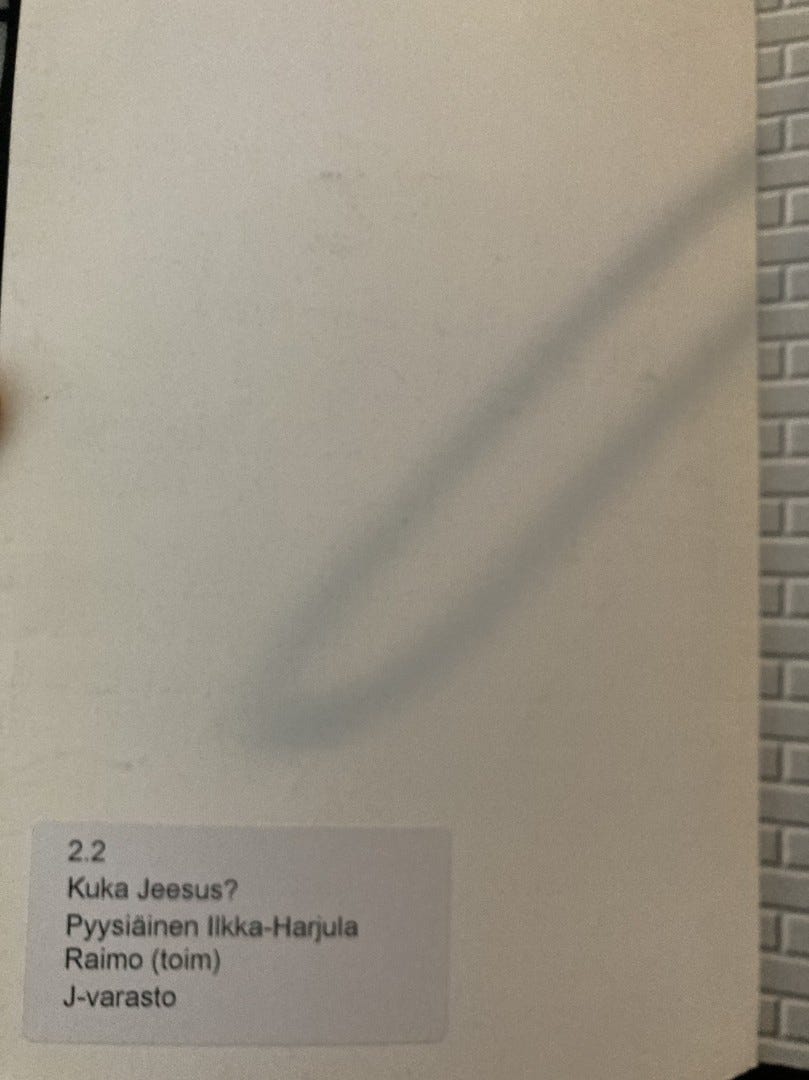 2.2
Kuka Jeesus?
Pyysiäinen Ilkka-Harjula
Raimo (toim)
J-varasto